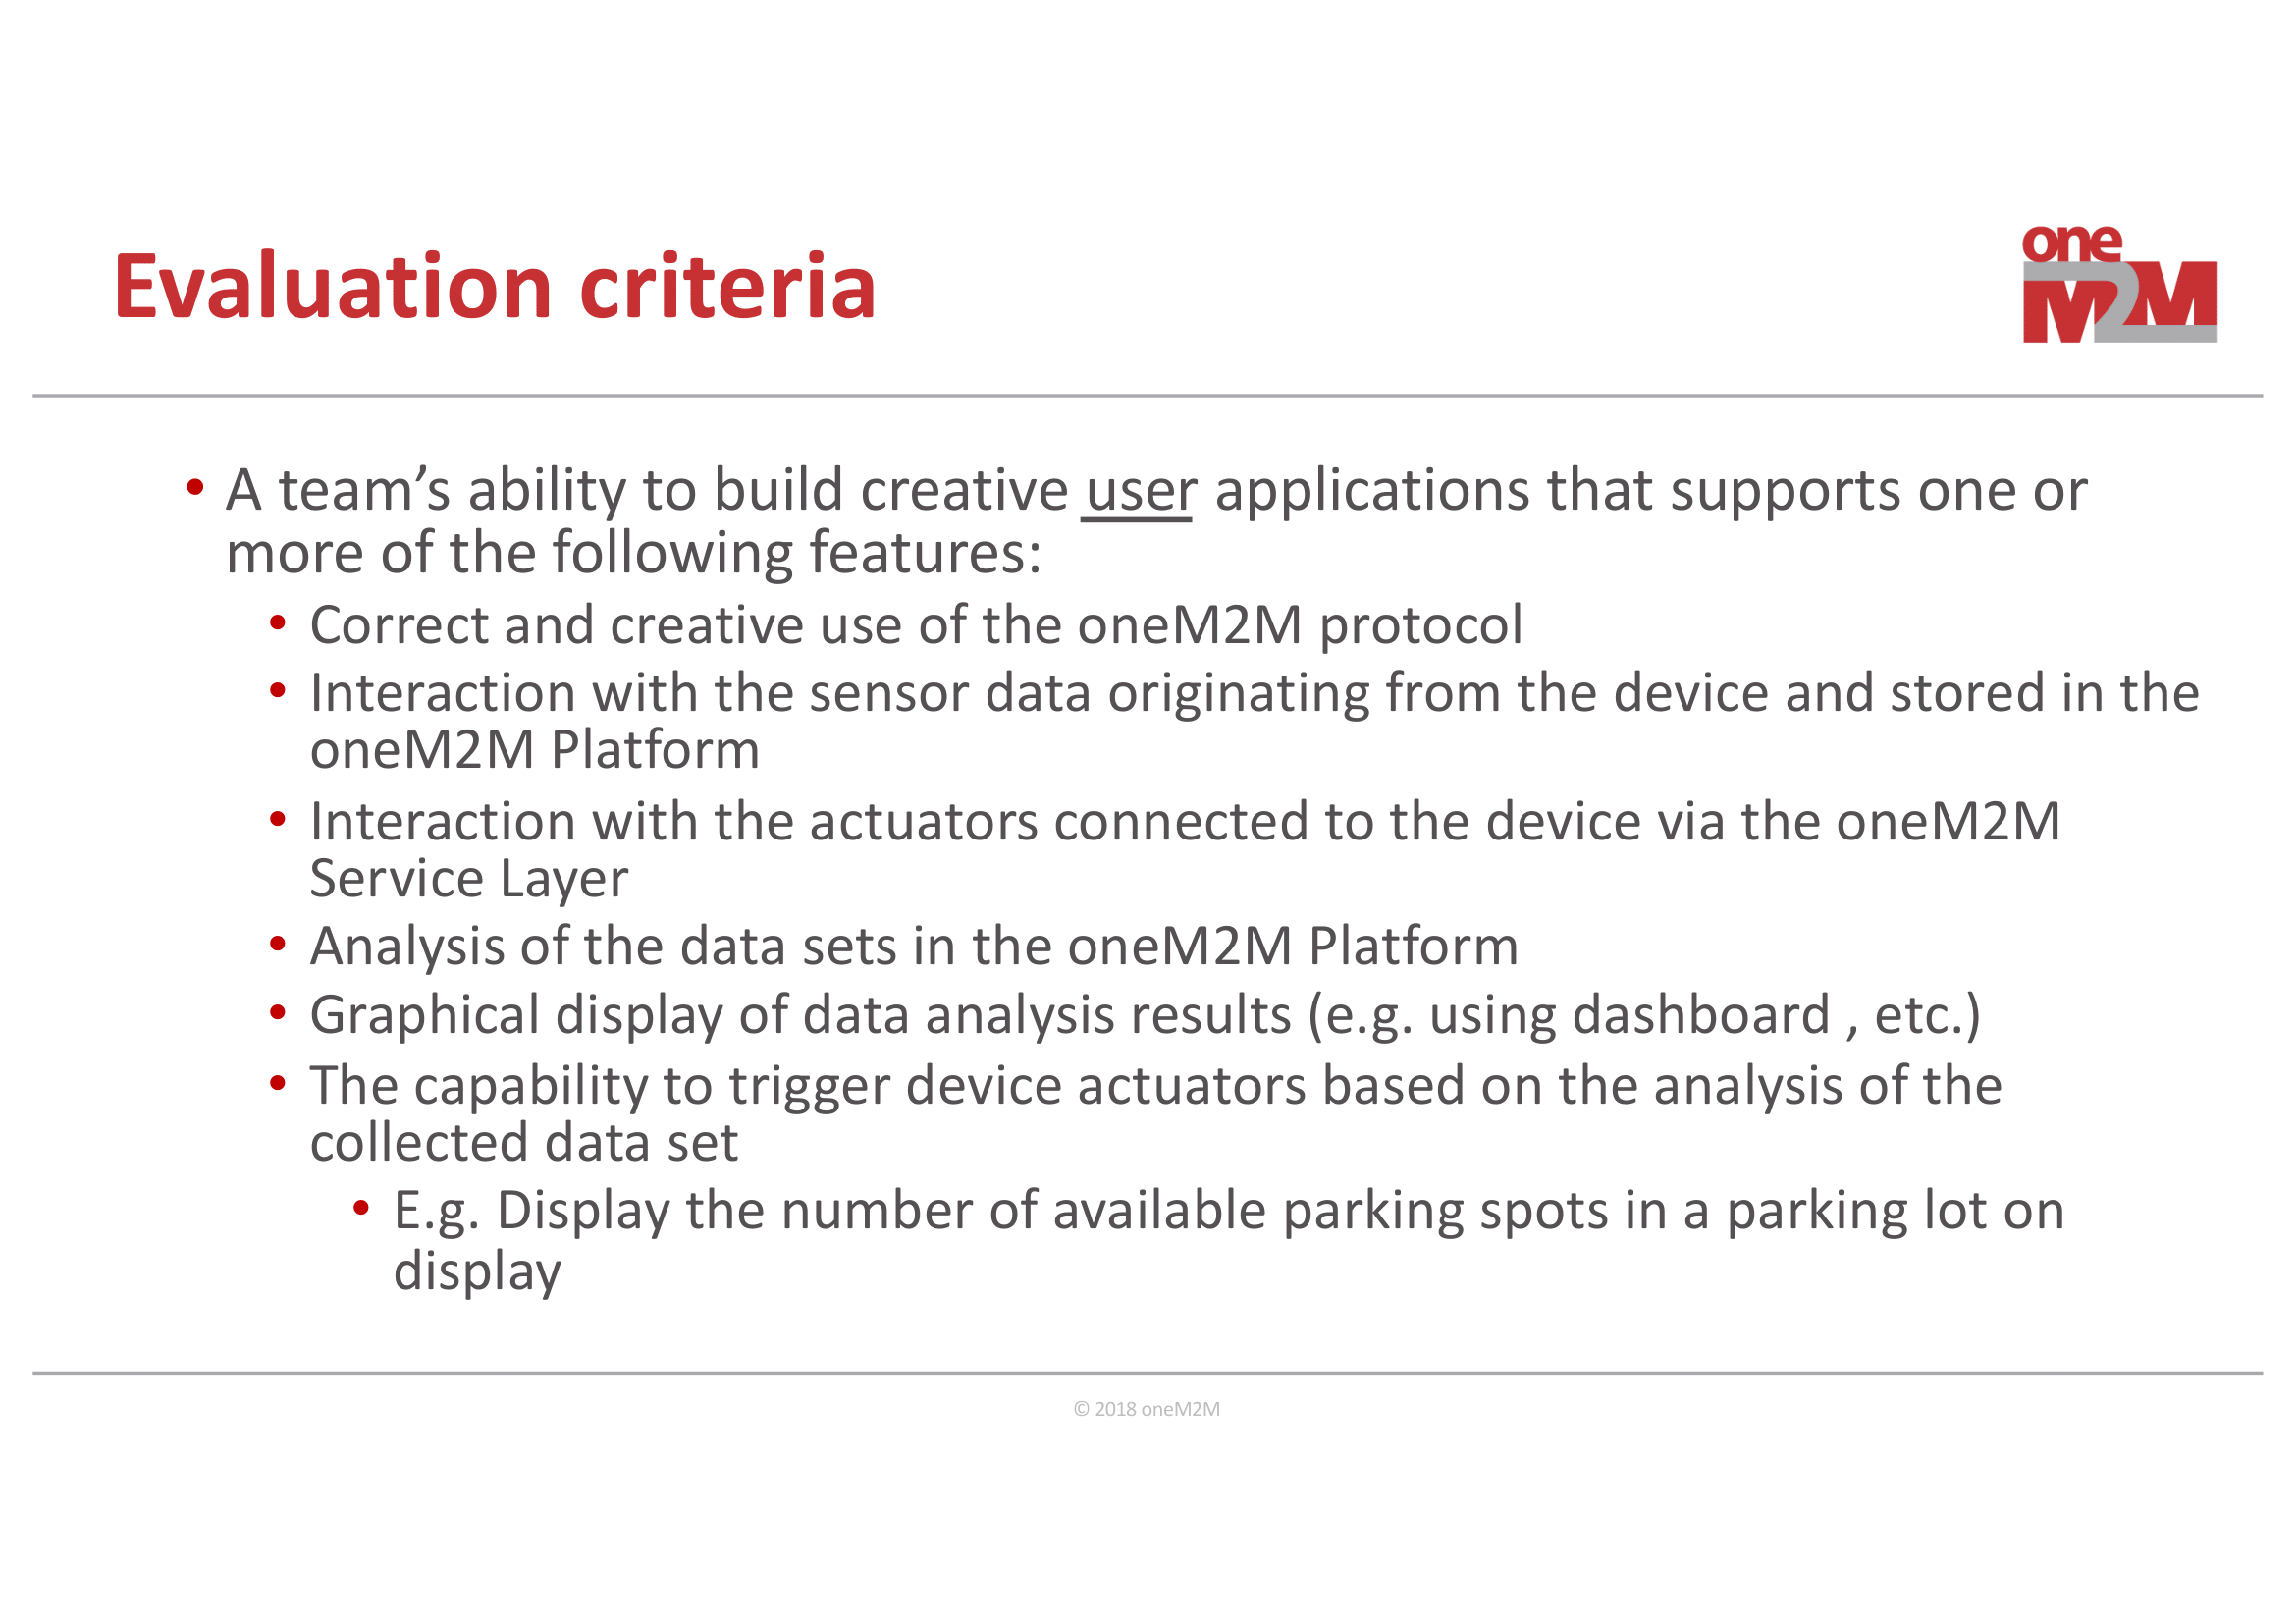 Evaluation criteria
one
M2M
• A team’s ability to build creative user applications that supports one or
more of the following features:
• Correct and creative use of the oneM2M protocol
• Interaction with the sensor data originating from the device and stored in the
oneM2M Platform
• Interaction with the actuators connected to the device via the oneM2M
Service Layer
• Analysis of the data sets in the oneM2M Platform
• Graphical display of data analysis results (e.g. using dashboard , etc.)
• The capability to trigger device actuators based on the analysis of the
collected data set
• E.g. Display the number of available parking spots in a parking lot on
display
© 2018 oneM2M